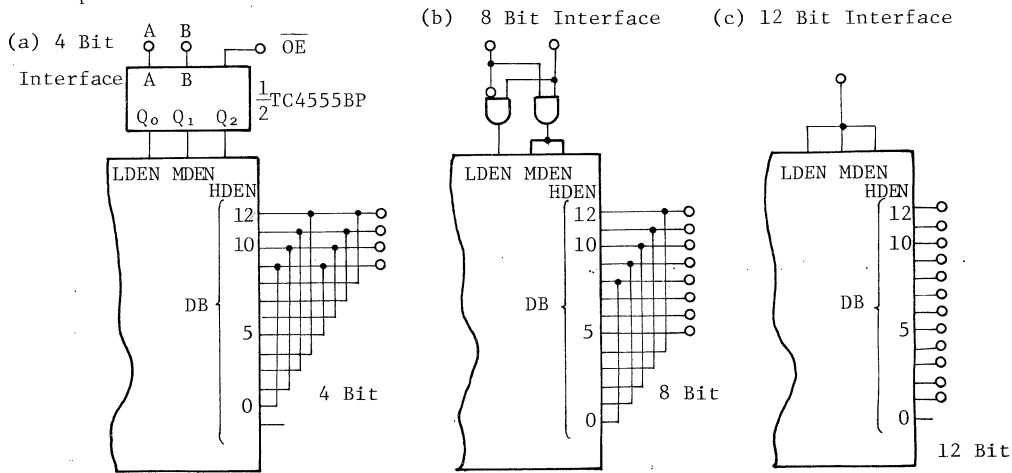 (a) 4 Bit
Interface
A B
OE
A B
1/2 TC4555BP
Q0 Q1 Q2
LDEN MDEN
HDEN
12
10
DB
5
0
4 Bit
(b) 8 Bit Interface
LDEN MDEN
HDEN
12
10
DB
5
0
8 Bit
(c) 12 Bit Interface
LDEN MDEN
HDEN
12
10
DB
5
0
12 Bit